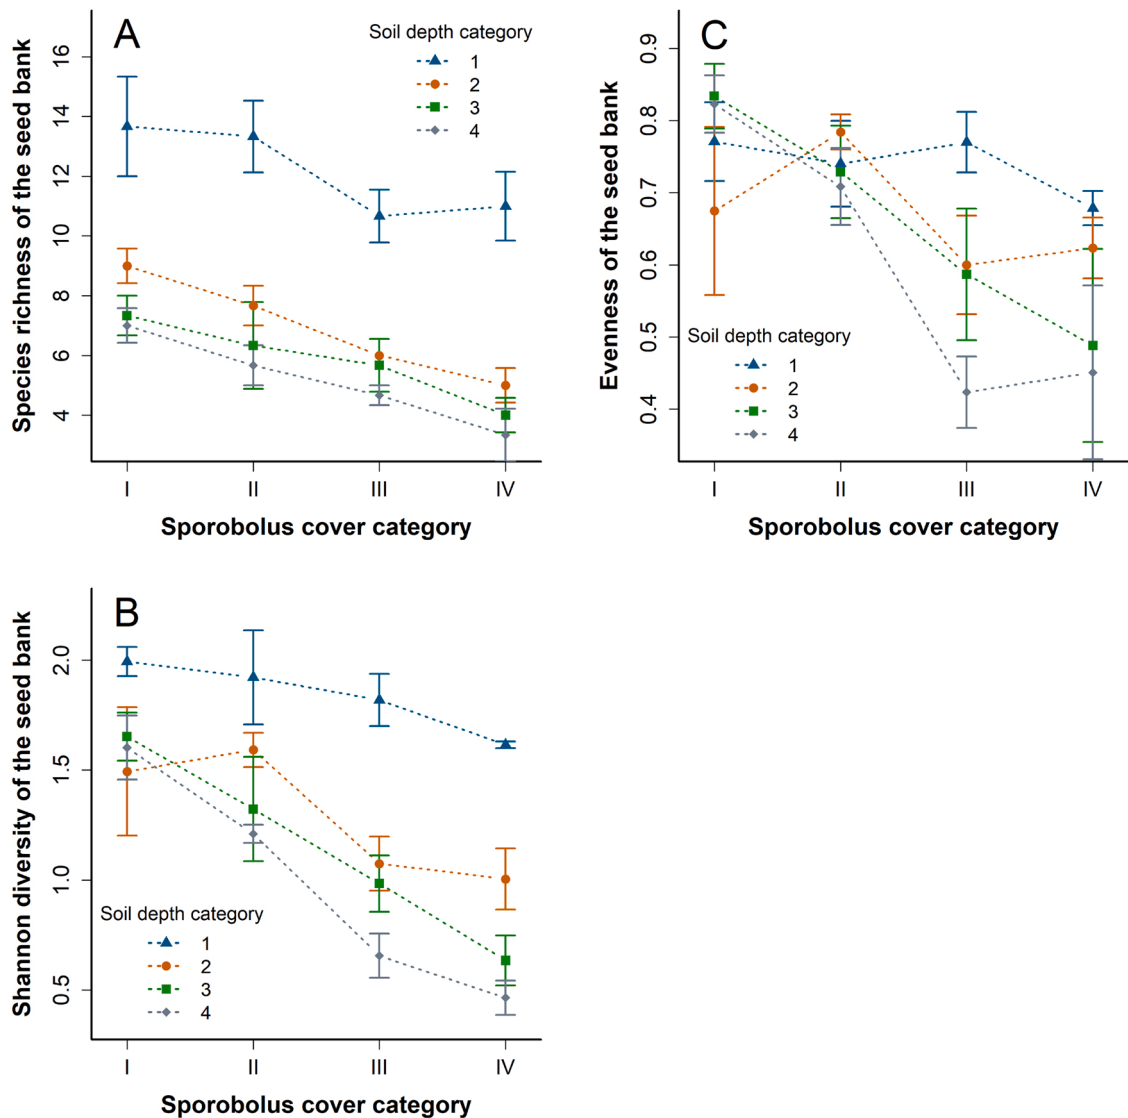 A
Species richness of the seed bank
16
14
12
10
8
6
4
Soil depth category
1
2
3
4
I II III IV
Sporobolus cover category
C
Evenness of the seed bank
0.9
0.8
0.7
0.6
0.5
0.4
Soil depth category
1
2
3
4
I II III IV
Sporobolus cover category
B
Shannon diversity of the seed bank
2.0
1.5
1.0
0.5
Soil depth category
1
2
3
4
I II III IV
Sporobolus cover category